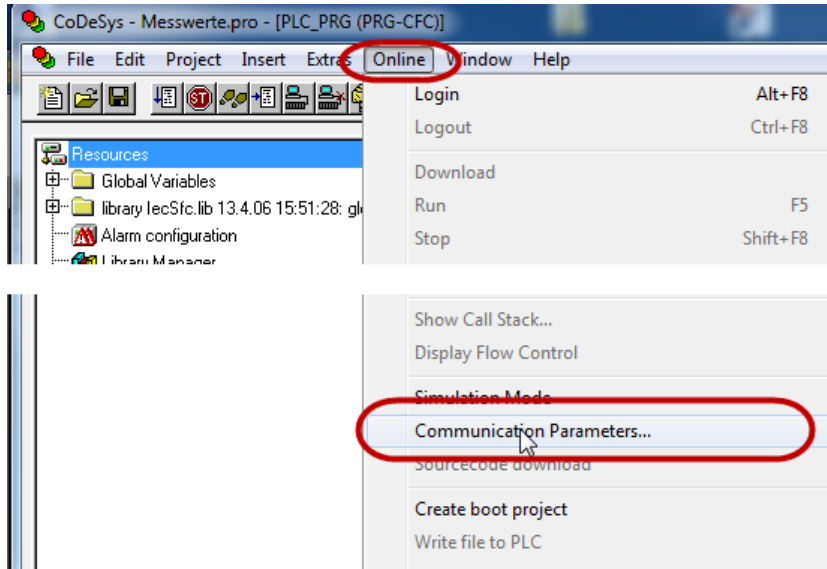 CoDeSys - Messwerte.pro - [PLC_PRG (PRG-CFC)]
File Edit Project Insert Extras Online Window Help
Login Alt+F8
Logout Ctrl+F8
Resources
Download
Global Variables
Run F5
library IecSfc.lib 13.4.06 15:51:28: gl
Stop Shift+F8
Alarm configuration
Library Manager
Show Call Stack...
Display Flow Control
Simulation Mode
Communication Parameters...
Sourcecode download
Create boot project
Write file to PLC